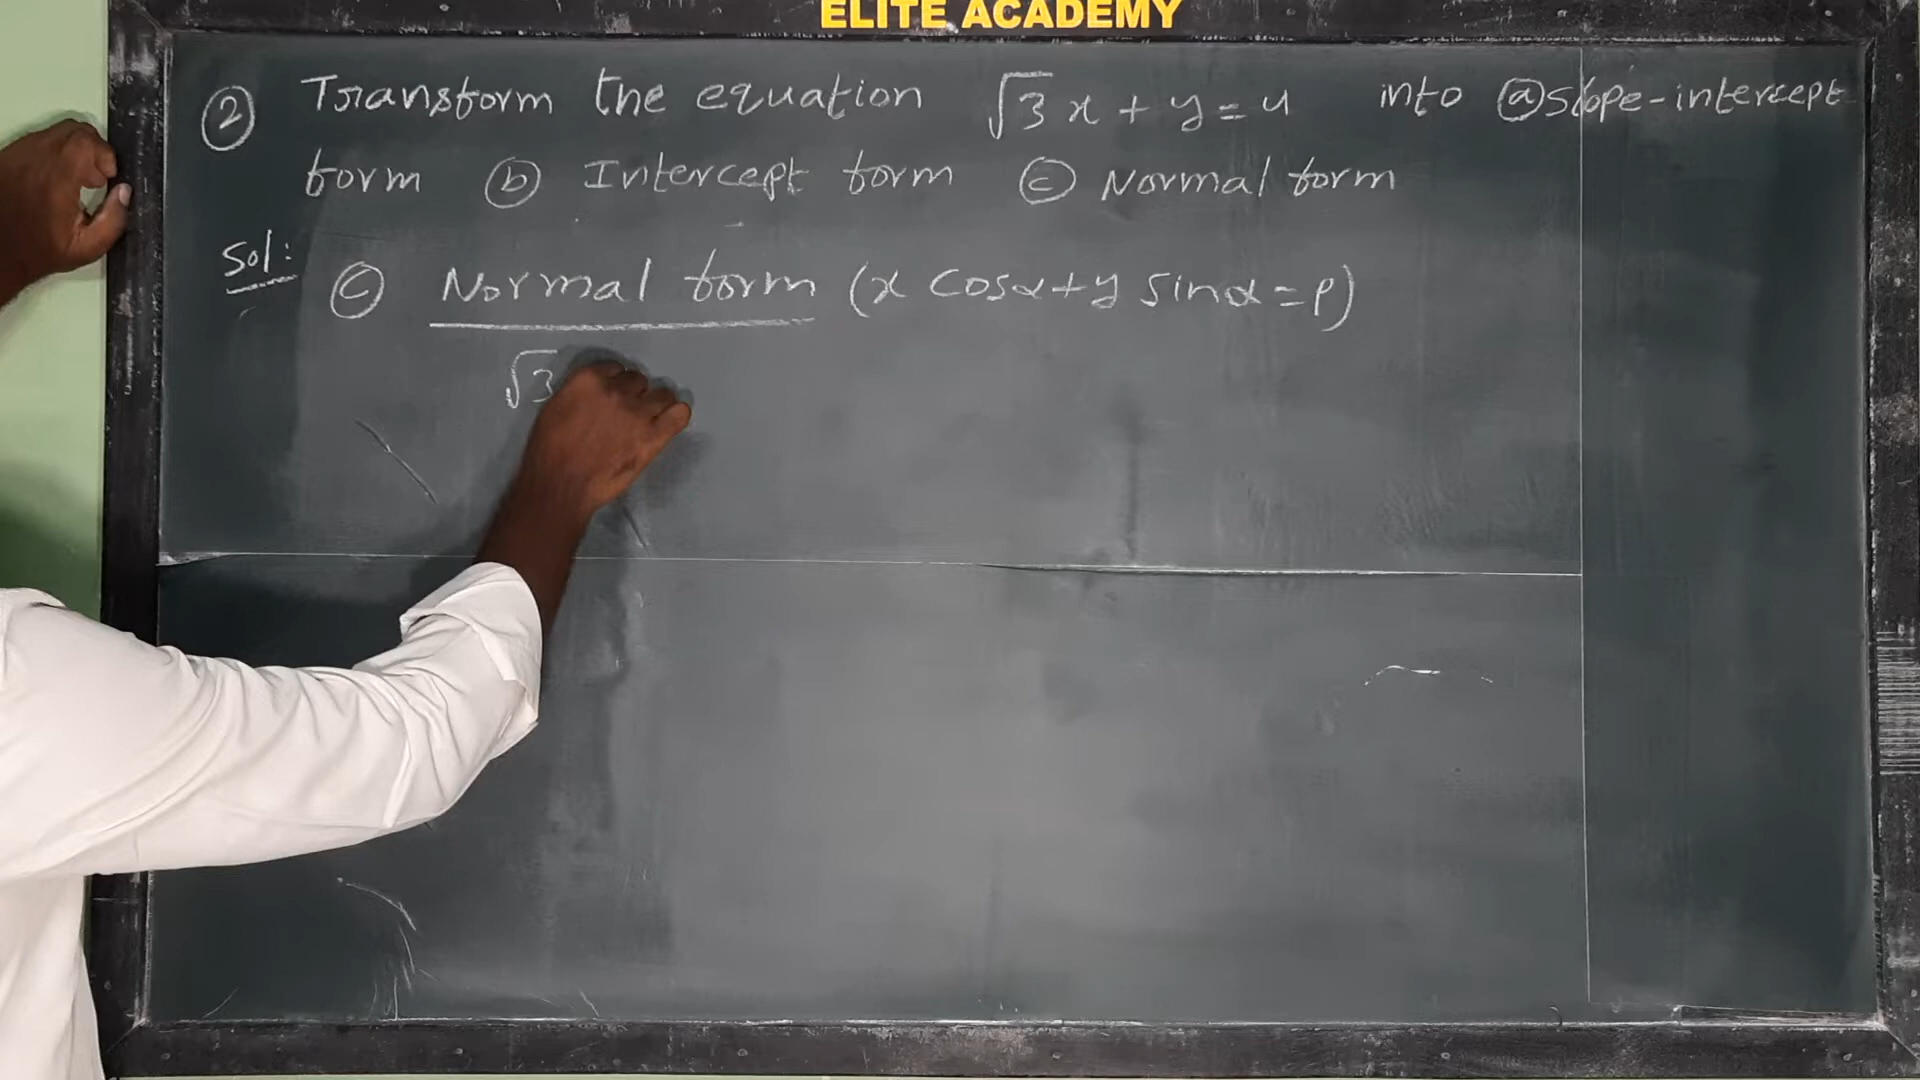 ELITE ACADEMY
② Transform the equation √3x + y = 4 into ⓐ slope-intercept
form ⓑ Intercept form ⓒ Normal form
Sol: ⓒ Normal form (x cosα + y sinα = p)
√3